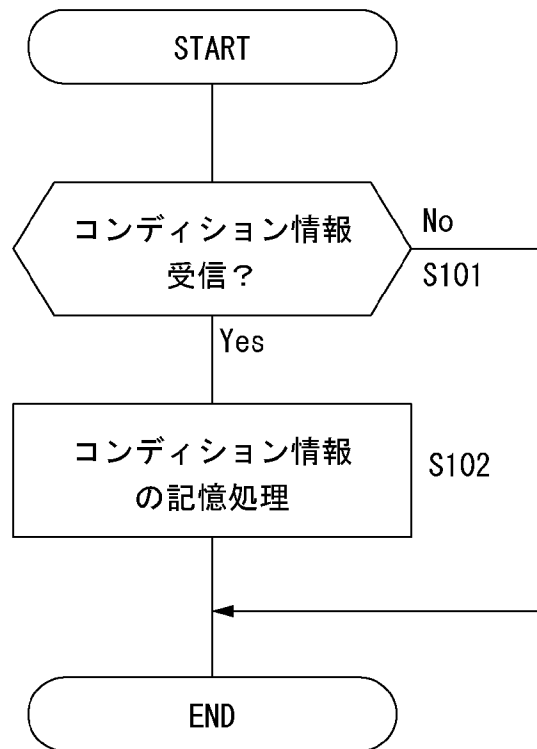 START
コンディション情報
受信？
No
S101
Yes
コンディション情報
の記憶処理
S102
END